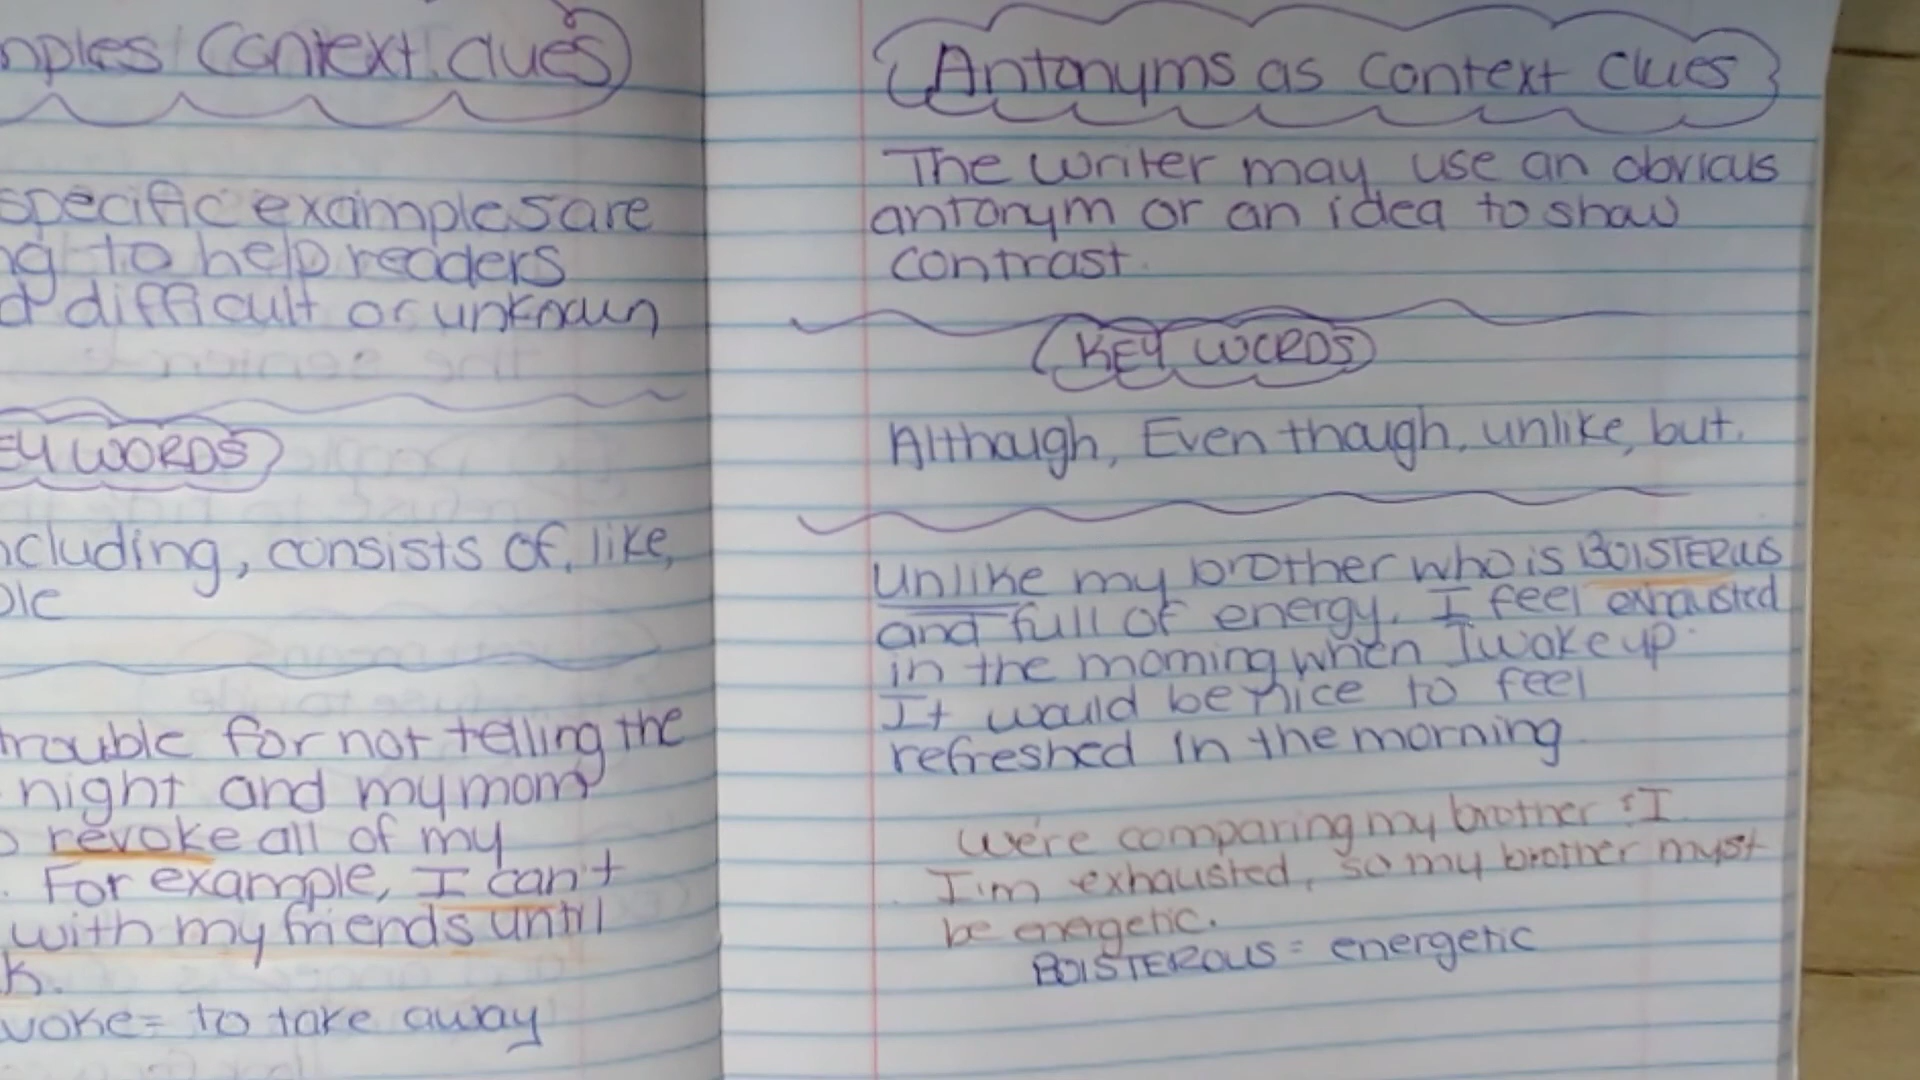 mples Context clues
specific examples are
ng to help readers
d difficult or unknown
EY WORDS
ncluding, consists of, like,
ple
trouble for not telling the
night and my mom
o revoke all of my
. For example, I can't
with my friends until
k.
voke = to take away
Antonyms as Context Clues
The writer may use an obvious
antonym or an idea to show
contrast.
KEY WORDS
Although, Even though, unlike, but.
Unlike my brother who is BOISTEROUS
and full of energy, I feel exhausted
in the morning when I wake up.
It would be nice to feel
refreshed in the morning
We're comparing my brother : I
I'm exhausted, so my brother myst
be energetic.
BOISTEROUS = energetic